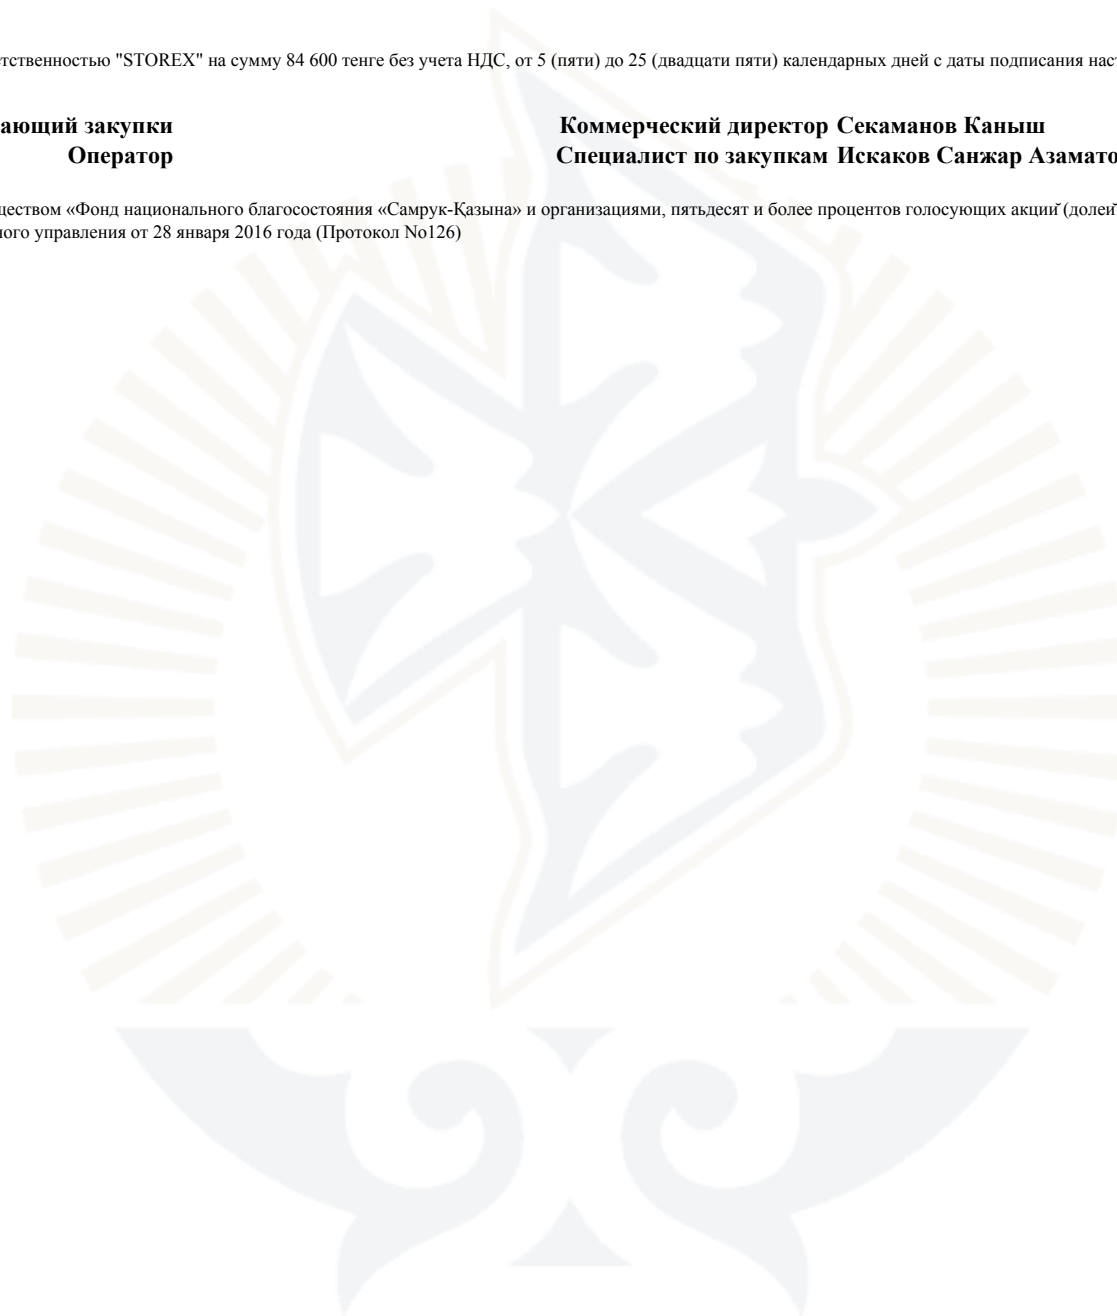 тственностью "STOREX" на сумму 84 600 тенге без учета НДС, от 5 (пяти) до 25 (двадцати пяти) календарных дней с даты подписания наст
ающий закупки Коммерческий директор Секаманов Каныш
Оператор Специалист по закупкам Искаков Санжар Азамато
цеством «Фонд национального благосостояния «Самрук-Қазына» и организациями, пятьдесят и более процентов голосующих акций (долей
ного управления от 28 января 2016 года (Протокол No126)